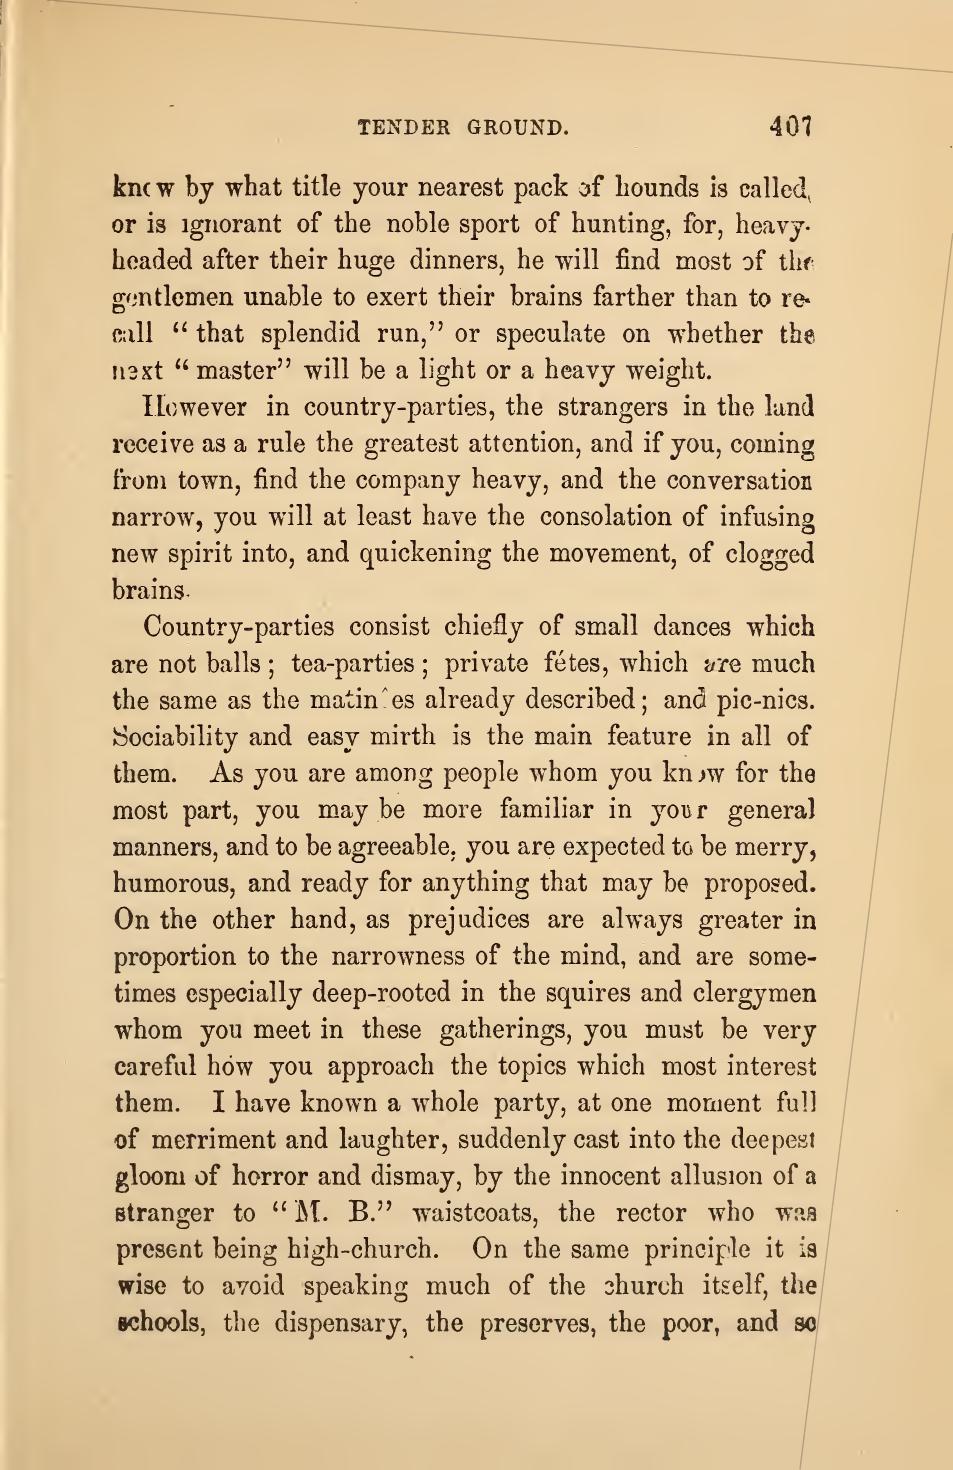 TENDER GROUND. 407
knew by what title your nearest pack of hounds is called,
or is ignorant of the noble sport of hunting, for, heavy-
headed after their huge dinners, he will find most of the
gentlemen unable to exert their brains farther than to re-
call “ that splendid run,” or speculate on whether the
next “ master” will be a light or a heavy weight.
However in country-parties, the strangers in the land
receive as a rule the greatest attention, and if you, coming
from town, find the company heavy, and the conversation
narrow, you will at least have the consolation of infusing
new spirit into, and quickening the movement, of clogged
brains.
Country-parties consist chiefly of small dances which
are not balls ; tea-parties ; private fétes, which are much
the same as the matinées already described ; and pic-nics.
Sociability and easy mirth is the main feature in all of
them. As you are among people whom you know for the
most part, you may be more familiar in your general
manners, and to be agreeable, you are expected to be merry,
humorous, and ready for anything that may be proposed.
On the other hand, as prejudices are always greater in
proportion to the narrowness of the mind, and are some-
times especially deep-rooted in the squires and clergymen
whom you meet in these gatherings, you must be very
careful how you approach the topics which most interest
them. I have known a whole party, at one moment full
of merriment and laughter, suddenly cast into the deepest
gloom of horror and dismay, by the innocent allusion of a
stranger to “ M. B.” waistcoats, the rector who was
present being high-church. On the same principle it is
wise to avoid speaking much of the church itself, the
schools, the dispensary, the preserves, the poor, and so